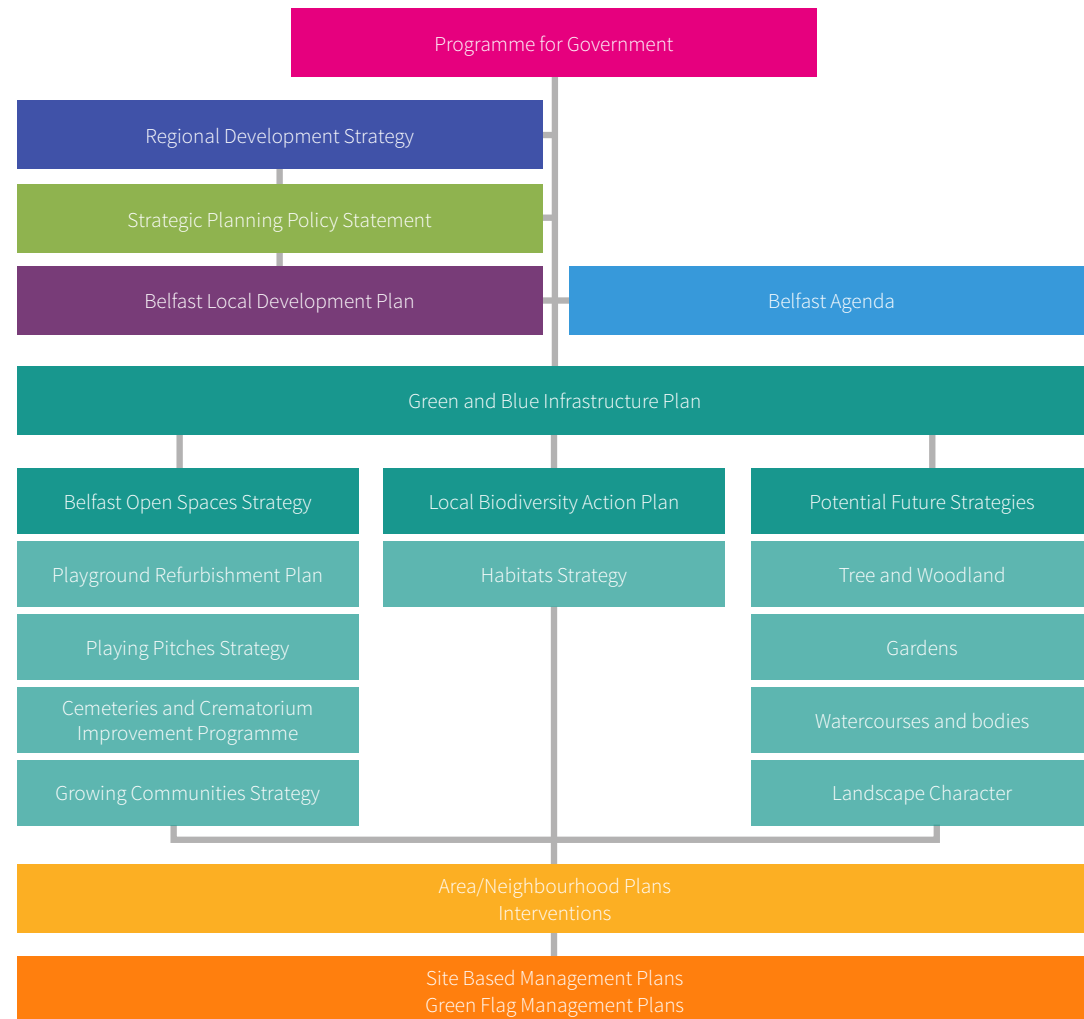 Programme for Government
Regional Development Strategy
Strategic Planning Policy Statement
Belfast Local Development Plan
Belfast Agenda
Green and Blue Infrastructure Plan
Belfast Open Spaces Strategy
Playground Refurbishment Plan
Playing Pitches Strategy
Cemeteries and Crematorium
Improvement Programme
Growing Communities Strategy
Local Biodiversity Action Plan
Habitats Strategy
Potential Future Strategies
Tree and Woodland
Gardens
Watercourses and bodies
Landscape Character
Area/Neighbourhood Plans
Interventions
Site Based Management Plans
Green Flag Management Plans